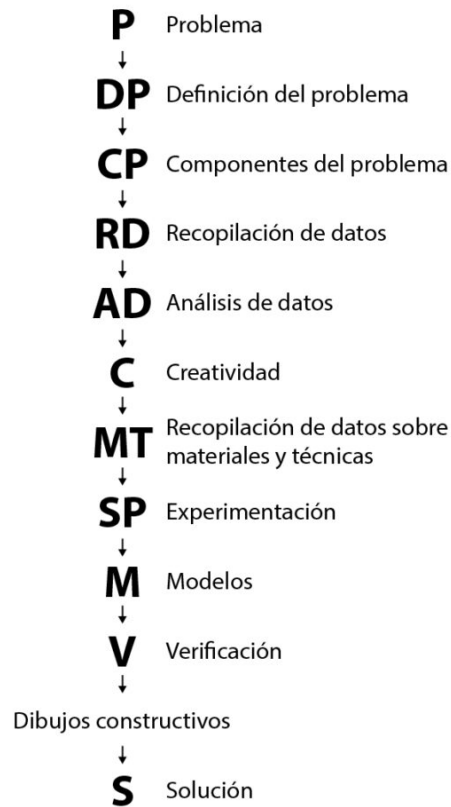 P Problema
DP Definición del problema
CP Componentes del problema
RD Recopilación de datos
AD Análisis de datos
C Creatividad
MT Recopilación de datos sobre
materiales y técnicas
SP Experimentación
M Modelos
V Verificación
Dibujos constructivos
S Solución